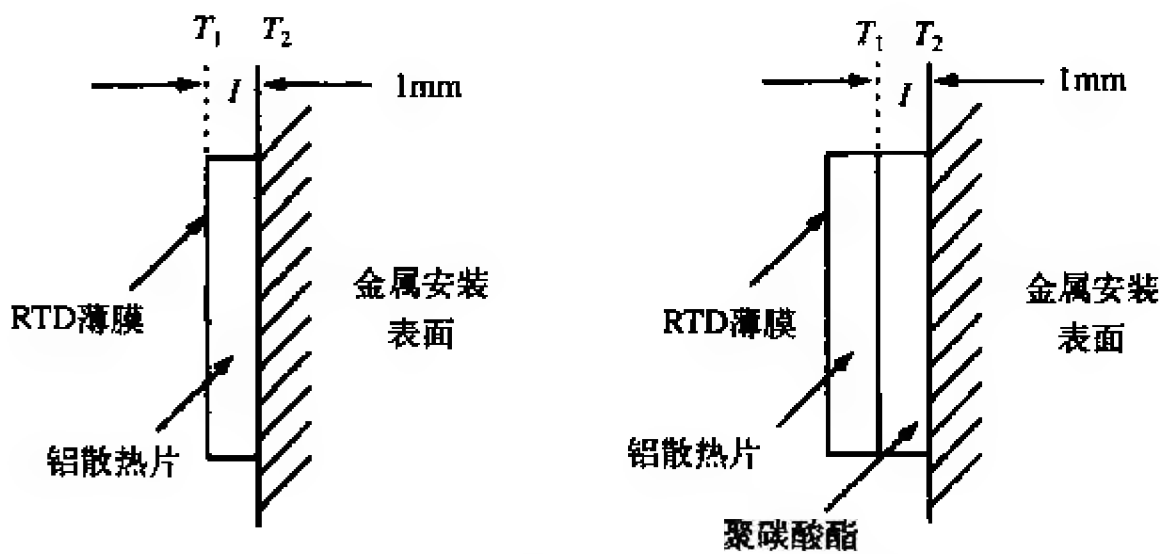 T₁ T₂
I
1mm
RTD薄膜
金属安装
表面
铝散热片
T₁ T₂
I
1mm
RTD薄膜
金属安装
表面
铝散热片
聚碳酸酯